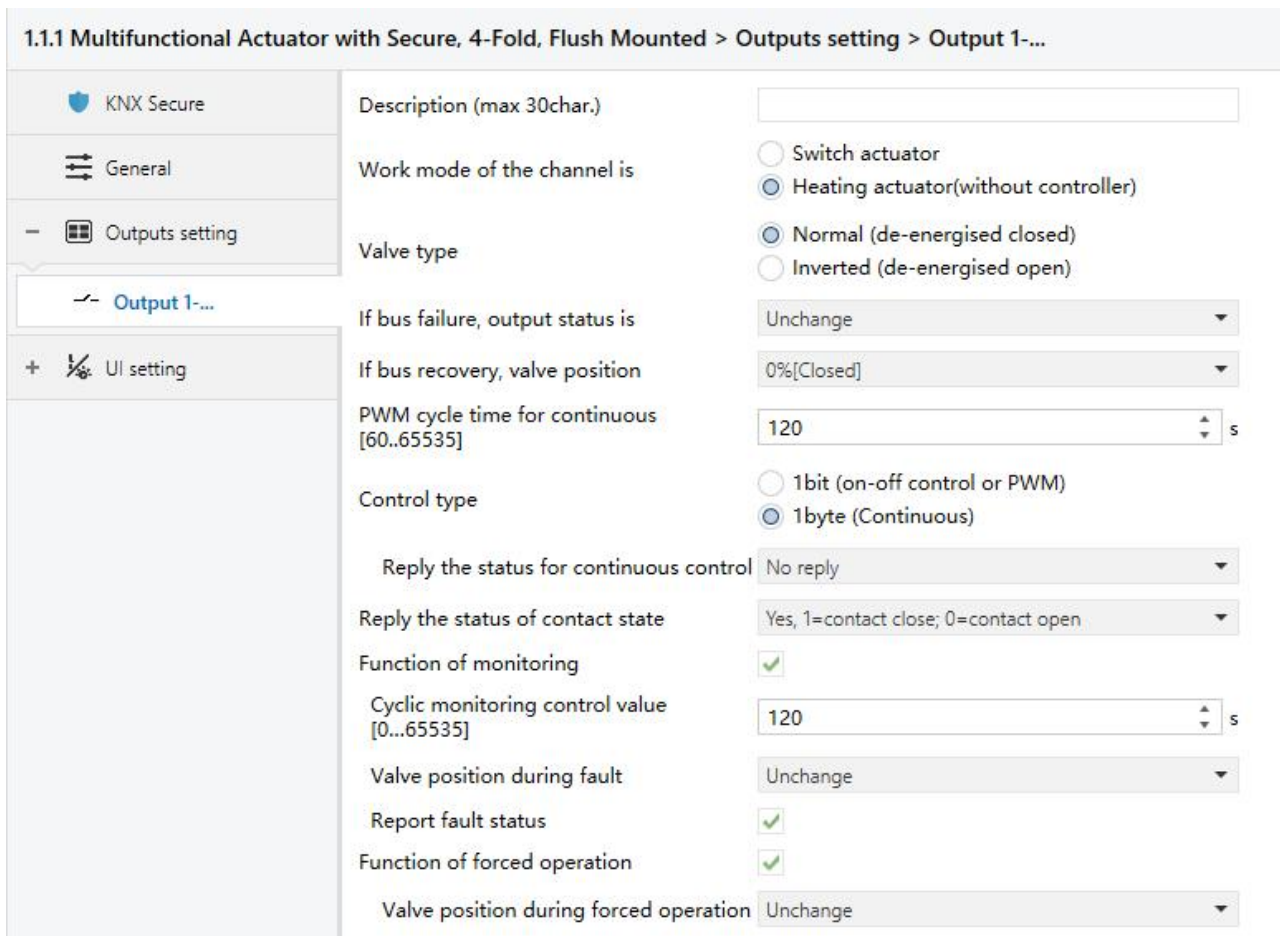 1.1.1 Multifunctional Actuator with Secure, 4-Fold, Flush Mounted > Outputs setting > Output 1-...
KNX Secure
General
Outputs setting
Output 1-...
UI setting
Description (max 30char.)
Work mode of the channel is
Switch actuator
Heating actuator(without controller)
Valve type
Normal (de-energised closed)
Inverted (de-energised open)
If bus failure, output status is
Unchange
If bus recovery, valve position
0%[Closed]
PWM cycle time for continuous
[60..65535]
120
s
Control type
1bit (on-off control or PWM)
1byte (Continuous)
Reply the status for continuous control
No reply
Reply the status of contact state
Yes, 1=contact close; 0=contact open
Function of monitoring
Cyclic monitoring control value
[0...65535]
120
s
Valve position during fault
Unchange
Report fault status
Function of forced operation
Valve position during forced operation
Unchange